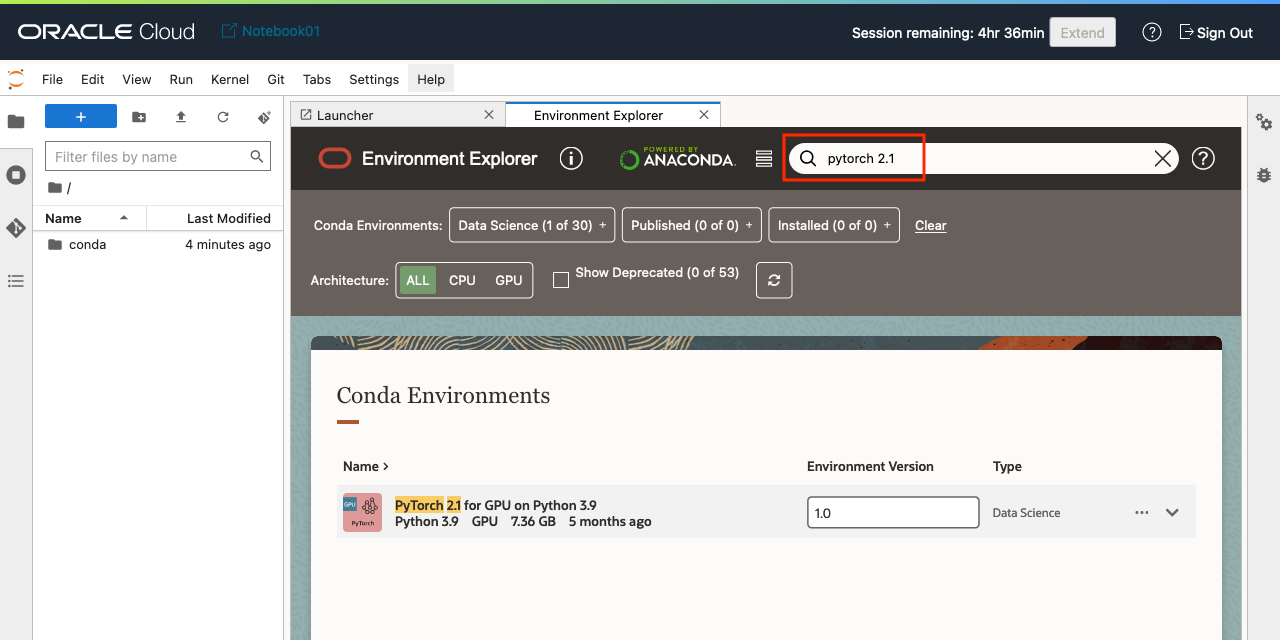 ORACLE Cloud
Notebook01
Session remaining: 4hr 36min
Extend
Sign Out
File Edit View Run Kernel Git Tabs Settings Help
Filter files by name
/
Name Last Modified
conda 4 minutes ago
Launcher
Environment Explorer
Environment Explorer
POWERED BY
ANACONDA.
pytorch 2.1
Conda Environments:
Data Science (1 of 30) +
Published (0 of 0) +
Installed (0 of 0) +
Clear
Architecture:
ALL CPU GPU
Show Deprecated (0 of 53)
Conda Environments
Name > Environment Version Type
GPU
PyTorch
PyTorch 2.1 for GPU on Python 3.9
Python 3.9 GPU 7.36 GB 5 months ago
1.0
Data Science